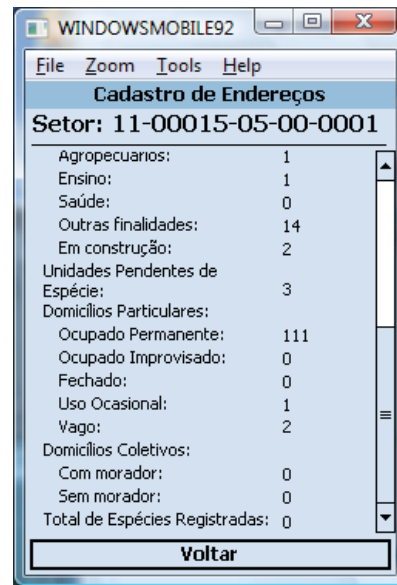 WINDOWSMOBILE92
File Zoom Tools Help
Cadastro de Endereços
Setor: 11-00015-05-00-0001
Agropecuarios: 1
Ensino: 1
Saúde: 0
Outras finalidades: 14
Em construção: 2
Unidades Pendentes de
Espécie: 3
Domicílios Particulares:
Ocupado Permanente: 111
Ocupado Improvisado: 0
Fechado: 0
Uso Ocasional: 1
Vago: 2
Domicílios Coletivos:
Com morador: 0
Sem morador: 0
Total de Espécies Registradas: 0
Voltar